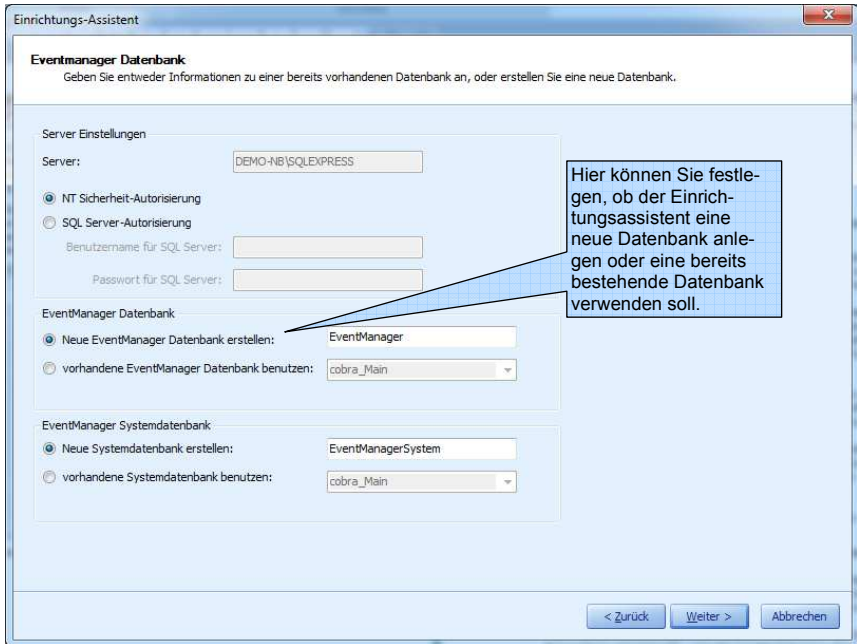 Einrichtungs-Assistent
Eventmanager Datenbank
Geben Sie entweder Informationen zu einer bereits vorhandenen Datenbank an, oder erstellen Sie eine neue Datenbank.
Server Einstellungen
Server: DEMO-NB\SQLEXPRESS
NT Sicherheit-Autorisierung
SQL Server-Autorisierung
Benutzername für SQL Server:
Passwort für SQL Server:
Hier können Sie festle-
gen, ob der Einrich-
tungsassistent eine
neue Datenbank anle-
gen oder eine bereits
bestehende Datenbank
verwenden soll.
EventManager Datenbank
Neue EventManager Datenbank erstellen: EventManager
vorhandene EventManager Datenbank benutzen: cobra_Main
EventManager Systemdatenbank
Neue Systemdatenbank erstellen: EventManagerSystem
vorhandene Systemdatenbank benutzen: cobra_Main
< Zurück Weiter > Abbrechen